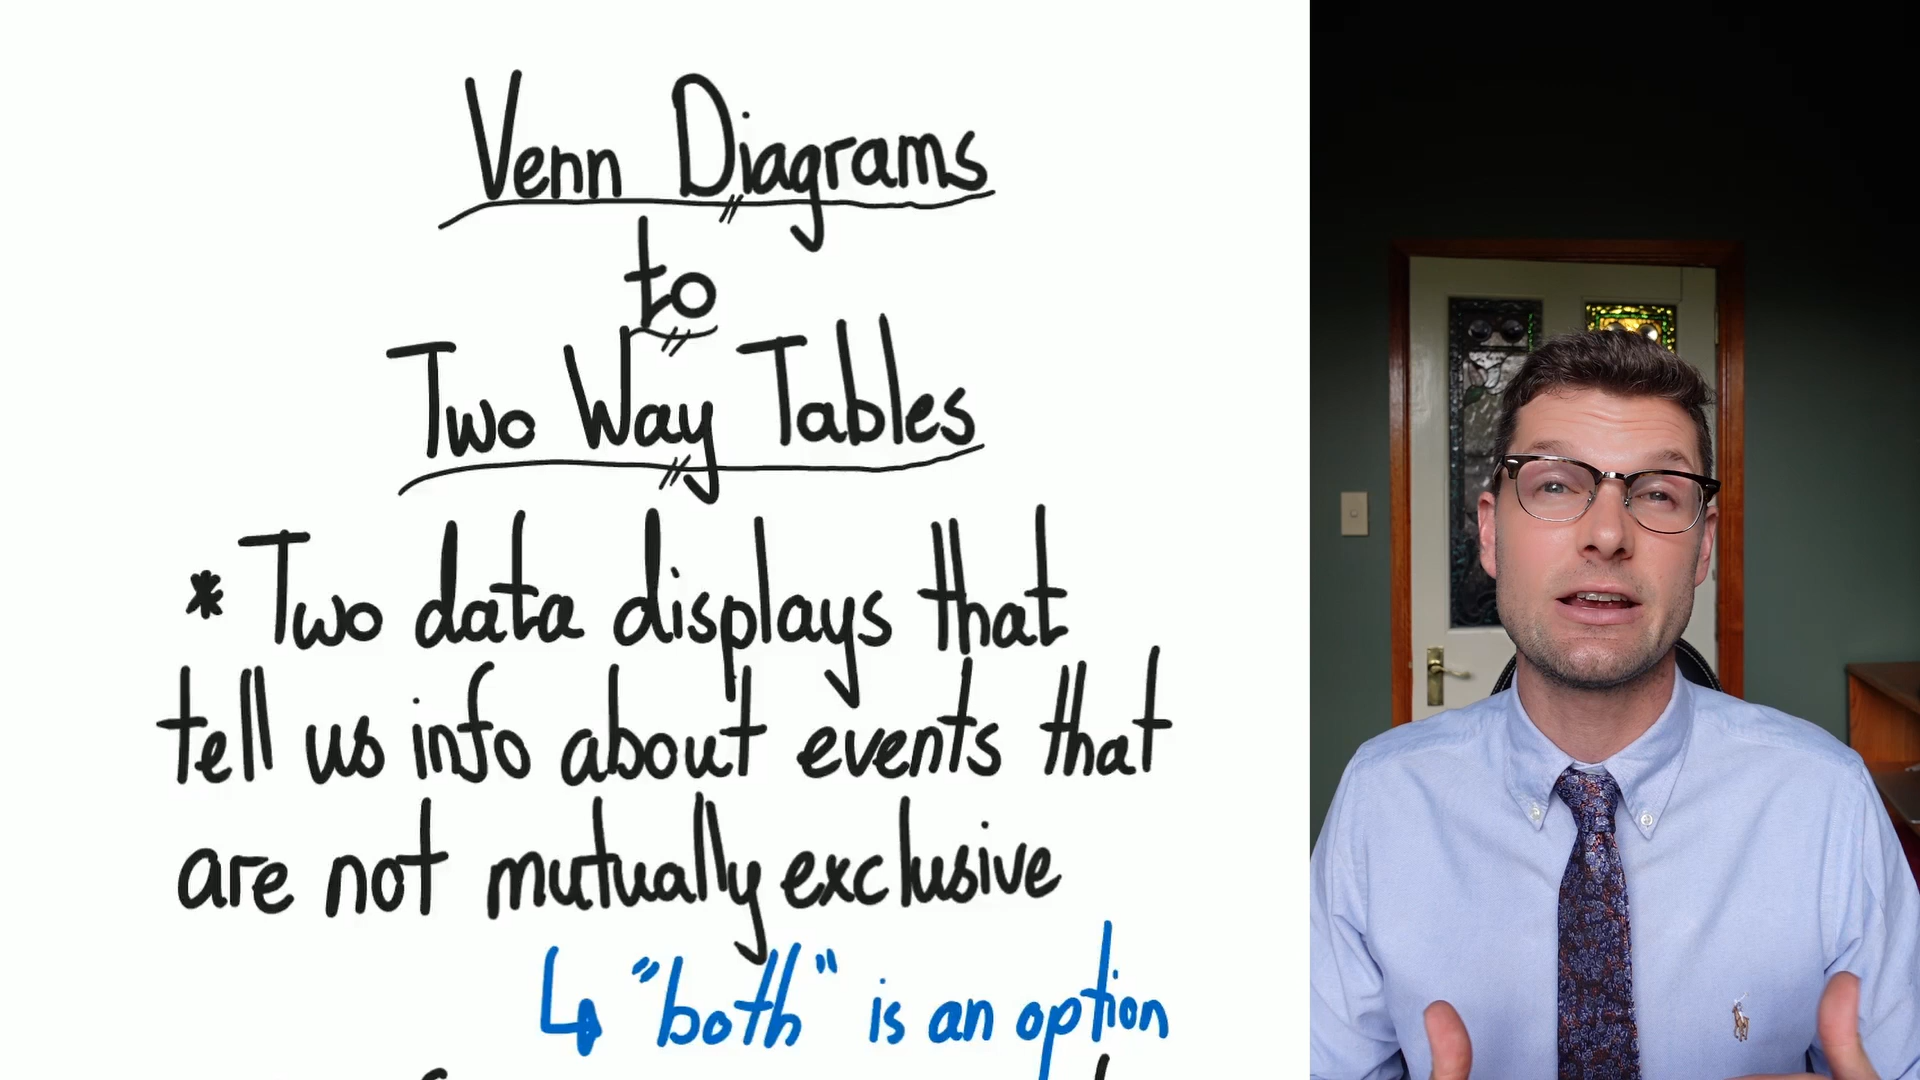 Venn Diagrams
to
Two Way Tables
* Two data displays that
tell us info about events that
are not mutually exclusive
↳ "both" is an option